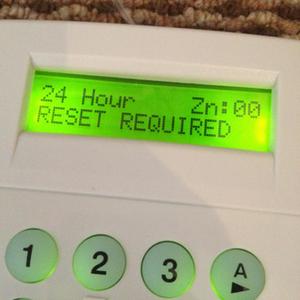 24 Hour Zn:00
RESET REQUIRED
1 2 3 A